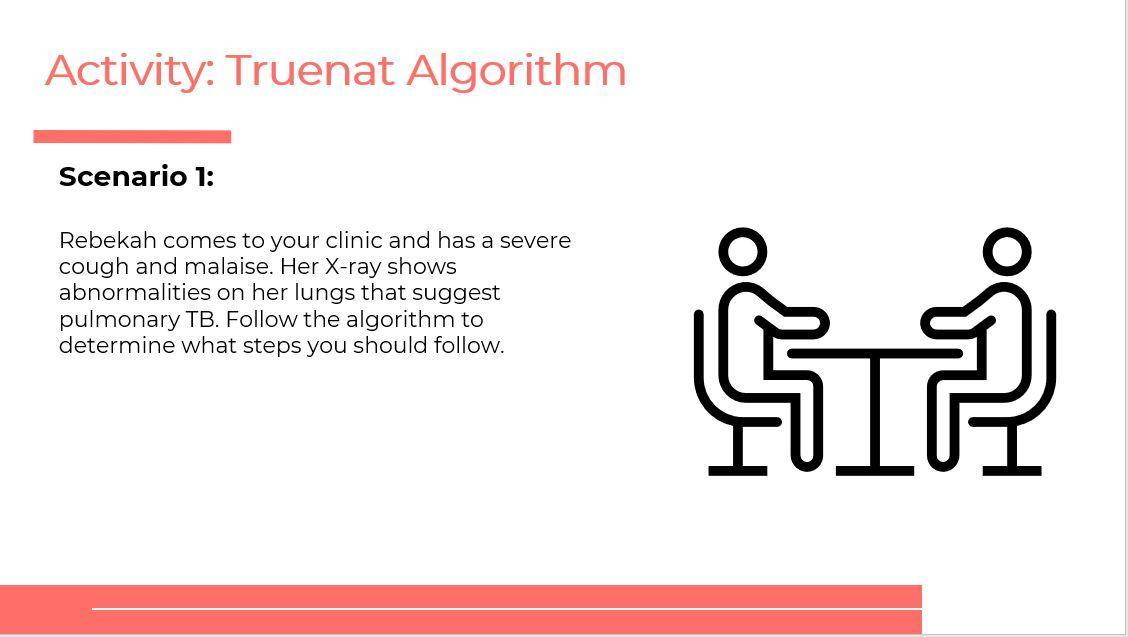 Activity: Truenat Algorithm
Scenario 1:
Rebekah comes to your clinic and has a severe
cough and malaise. Her X-ray shows
abnormalities on her lungs that suggest
pulmonary TB. Follow the algorithm to
determine what steps you should follow.